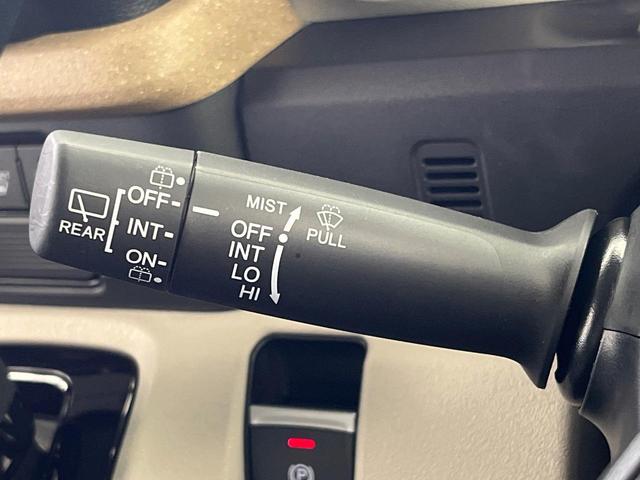 OFF
INT
ON
REAR
MIST
OFF
INT
LO
HI
PULL
P